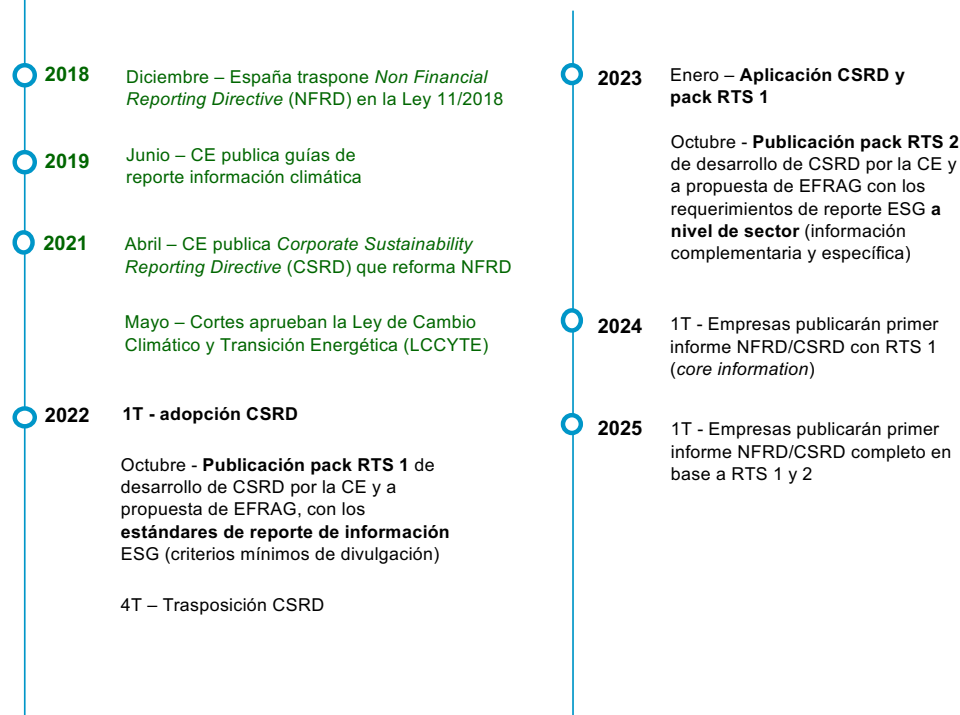 2018
Diciembre – España traspone Non Financial
Reporting Directive (NFRD) en la Ley 11/2018
2019
Junio – CE publica guías de
reporte información climática
2021
Abril – CE publica Corporate Sustainability
Reporting Directive (CSRD) que reforma NFRD
Mayo – Cortes aprueban la Ley de Cambio
Climático y Transición Energética (LCCYTE)
2022
1T - adopción CSRD
Octubre - Publicación pack RTS 1 de
desarrollo de CSRD por la CE y a
propuesta de EFRAG, con los
estándares de reporte de información
ESG (criterios mínimos de divulgación)
4T – Trasposición CSRD
2023
Enero – Aplicación CSRD y
pack RTS 1
Octubre - Publicación pack RTS 2
de desarrollo de CSRD por la CE y
a propuesta de EFRAG con los
requerimientos de reporte ESG a
nivel de sector (información
complementaria y específica)
2024
1T - Empresas publicarán primer
informe NFRD/CSRD con RTS 1
(core information)
2025
1T - Empresas publicarán primer
informe NFRD/CSRD completo en
base a RTS 1 y 2